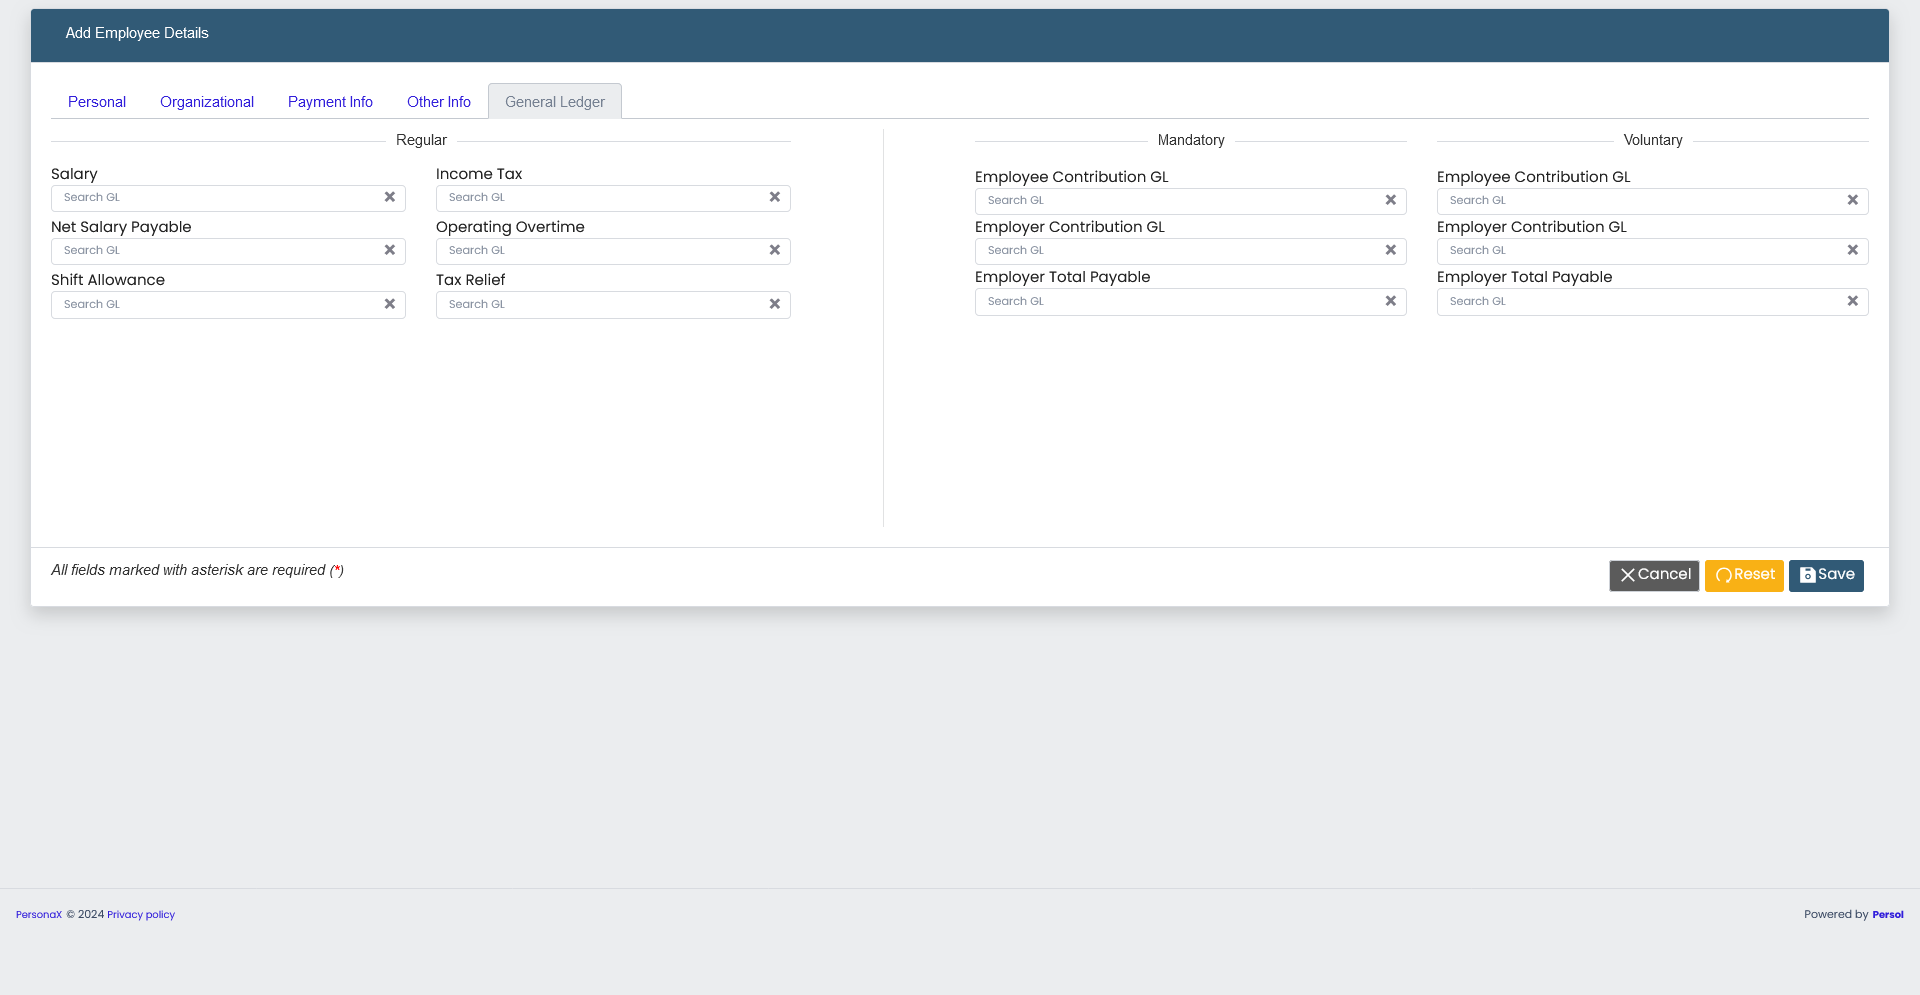 Add Employee Details
Personal
Organizational
Payment Info
Other Info
General Ledger
Regular
Salary
Search GL
Income Tax
Search GL
Net Salary Payable
Search GL
Operating Overtime
Search GL
Shift Allowance
Search GL
Tax Relief
Search GL
Mandatory
Employee Contribution GL
Search GL
Employer Contribution GL
Search GL
Employer Total Payable
Search GL
Voluntary
Employee Contribution GL
Search GL
Employer Contribution GL
Search GL
Employer Total Payable
Search GL
All fields marked with asterisk are required (*)
Cancel
Reset
Save
PersonaX © 2024 Privacy policy
Powered by Persol